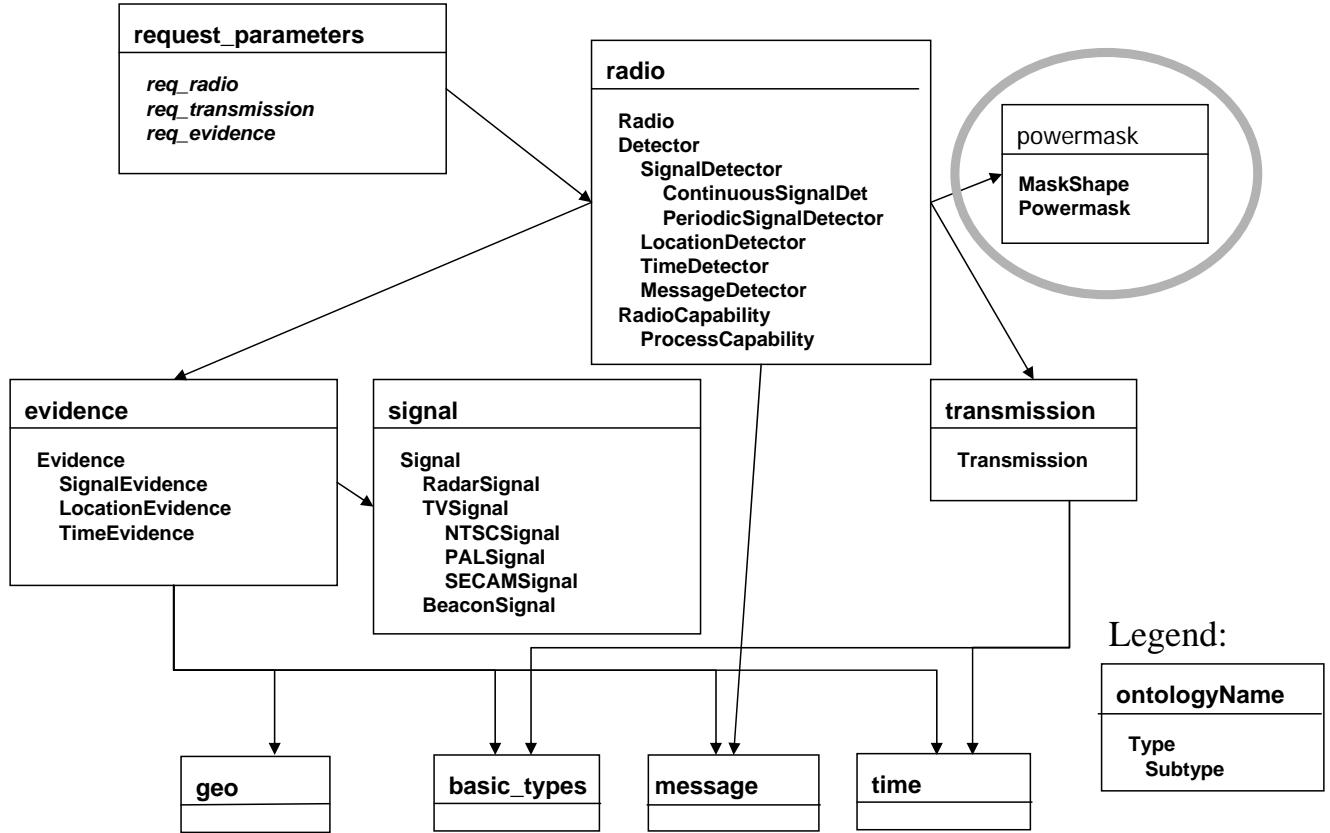 request_parameters
req_radio
req_transmission
req_evidence
radio
Radio
Detector
SignalDetector
ContinuousSignalDet
PeriodicSignalDetector
LocationDetector
TimeDetector
MessageDetector
RadioCapability
ProcessCapability
powermask
MaskShape
Powermask
evidence
Evidence
SignalEvidence
LocationEvidence
TimeEvidence
signal
Signal
RadarSignal
TVSignal
NTSCSignal
PALSignal
SECAMSignal
BeaconSignal
transmission
Transmission
geo
basic_types
message
time
Legend:
ontologyName
Type
Subtype